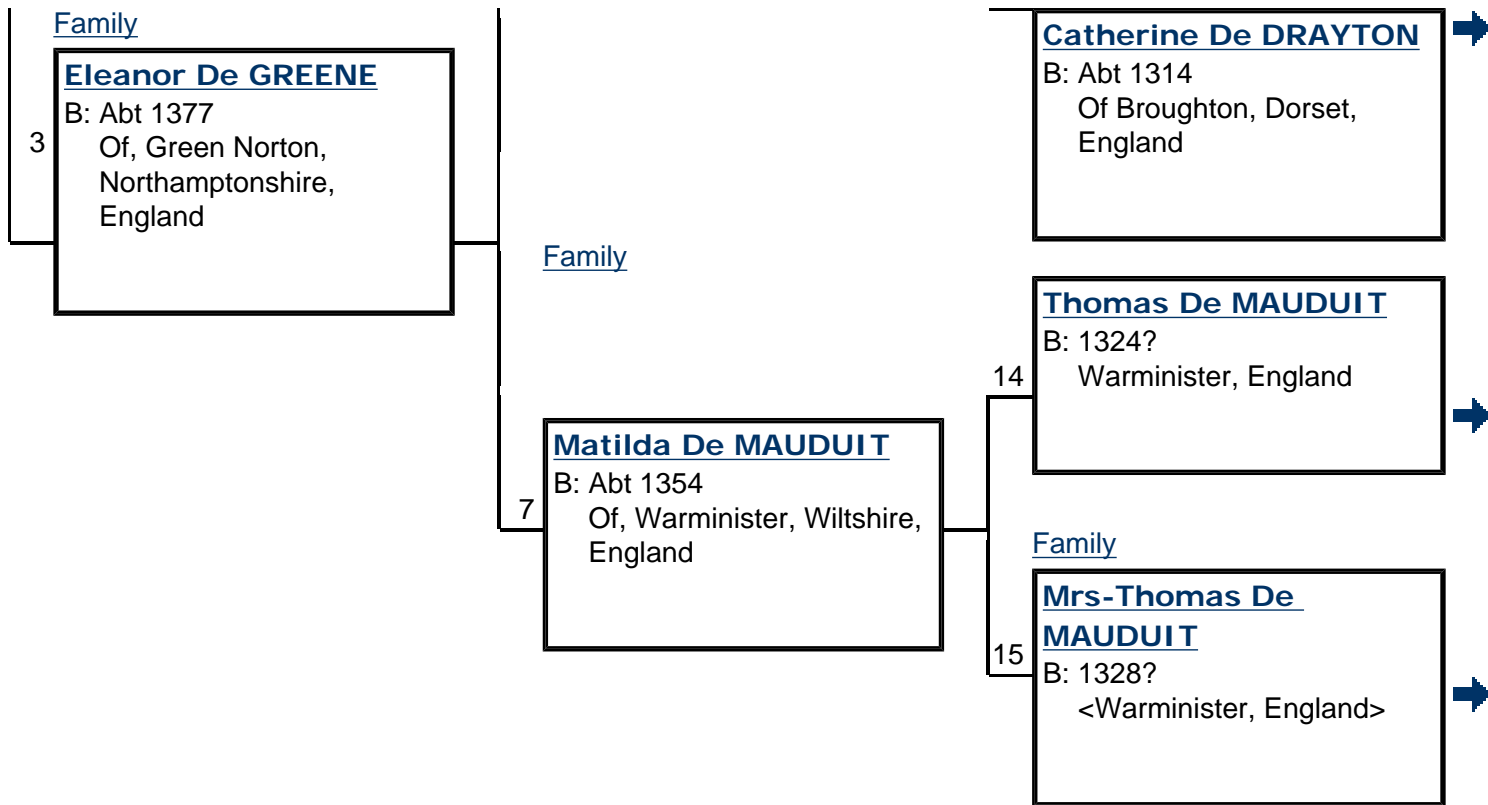 Family
Eleanor De GREENE
B: Abt 1377
3
Of, Green Norton,
Northamptonshire,
England
Catherine De DRAYTON
B: Abt 1314
Of Broughton, Dorset,
England
Family
Matilda De MAUDUIT
B: Abt 1354
7
Of, Warminister, Wiltshire,
England
Thomas De MAUDUIT
B: 1324?
14
Warminister, England
Family
Mrs-Thomas De
MAUDUIT
15
B: 1328?
<Warminister, England>